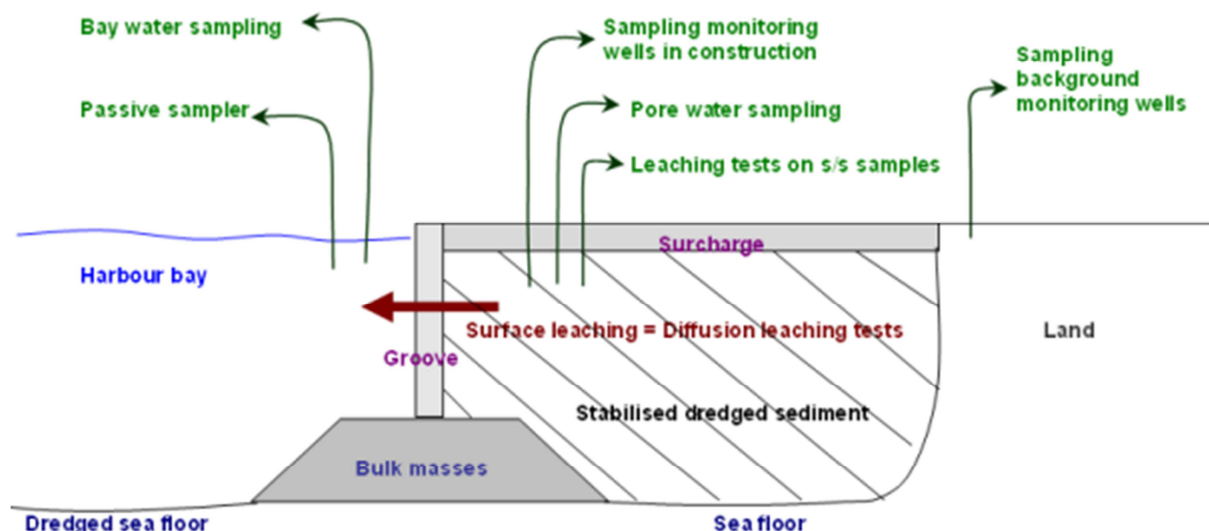 Bay water sampling
Passive sampler
Sampling monitoring
wells in construction
Pore water sampling
Leaching tests on s/s samples
Sampling
background
monitoring wells
Harbour bay
Surcharge
Surface leaching = Diffusion leaching tests
Land
Groove
Stabilised dredged sediment
Bulk masses
Dredged sea floor
Sea floor